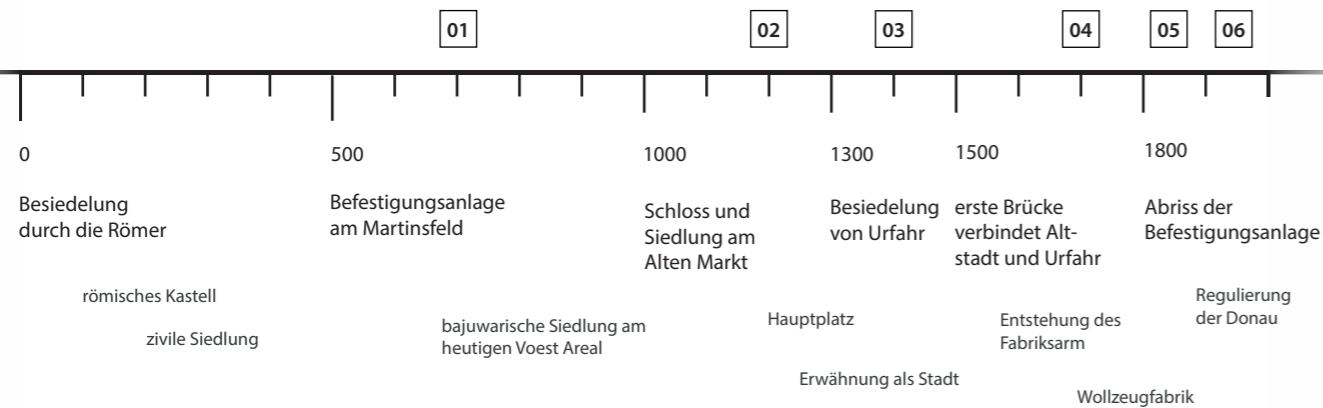 01
02
03
04
05
06
0
500
1000
1300
1500
1800
Besiedelung
durch die Römer
Befestigungsanlage
am Martinsfeld
Schloss und
Siedlung am
Alten Markt
Besiedelung
von Urfahr
erste Brücke
verbindet Alt-
stadt und Urfahr
Abriss der
Befestigungsanlage
römisches Kastell
zivile Siedlung
bajuwarische Siedlung am
heutigen Voest Areal
Hauptplatz
Erwähnung als Stadt
Entstehung des
Fabriksarm
Wollzeugfabrik
Regulierung
der Donau